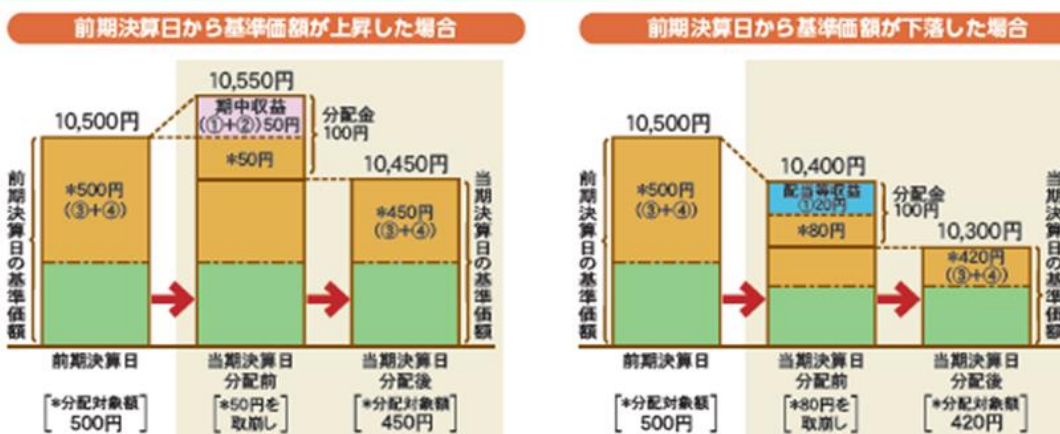 前期決算日から基準価額が上昇した場合
10,500円
10,550円
期中収益
(①+②)50円
*50円
分配金
100円
10,450円
*500円
(③+④)
*450円
(③+④)
前期決算日の基準価額
当期決算日の基準価額
前期決算日
当期決算日
分配前
当期決算日
分配後
*分配対象額
500円
*50円を
取崩し
*分配対象額
450円
前期決算日から基準価額が下落した場合
10,500円
10,400円
配当等収益
①20円
*80円
分配金
100円
10,300円
*500円
(③+④)
*420円
(③+④)
前期決算日の基準価額
当期決算日の基準価額
前期決算日
当期決算日
分配前
当期決算日
分配後
*分配対象額
500円
*80円を
取崩し
*分配対象額
420円